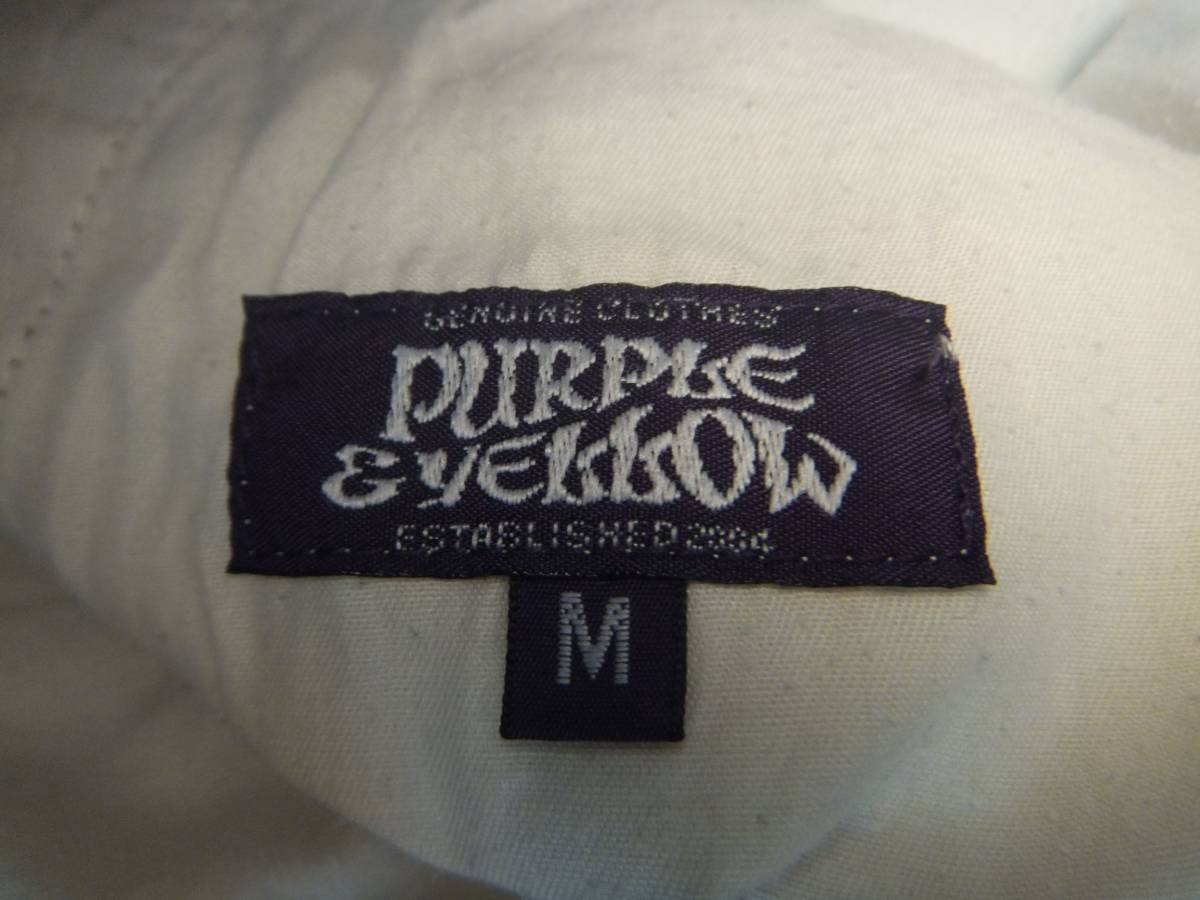 GENUINE CLOTHES
PURPLE
& YELLOW
ESTABLISHED 2004
M